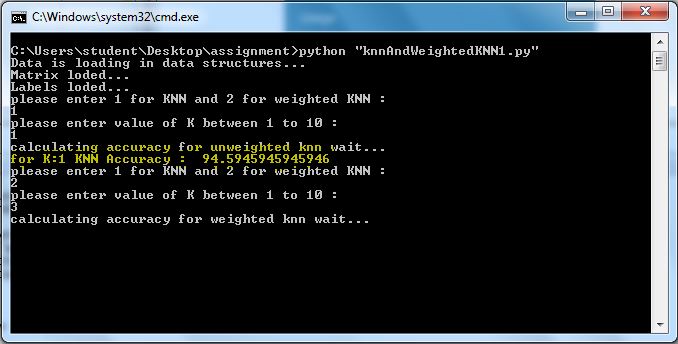 C:\Windows\system32\cmd.exe
C:\Users\student\Desktop\assignment>python "knnAndWeightedKNN1.py"
Data is loading in data structures...
Matrix loded...
Labels loded...
please enter 1 for KNN and 2 for weighted KNN :
1
please enter value of K between 1 to 10 :
1
calculating accuracy for unweighted knn wait...
for K:1 KNN Accuracy :  94.5945945945946
please enter 1 for KNN and 2 for weighted KNN :
2
please enter value of K between 1 to 10 :
3
calculating accuracy for weighted knn wait...